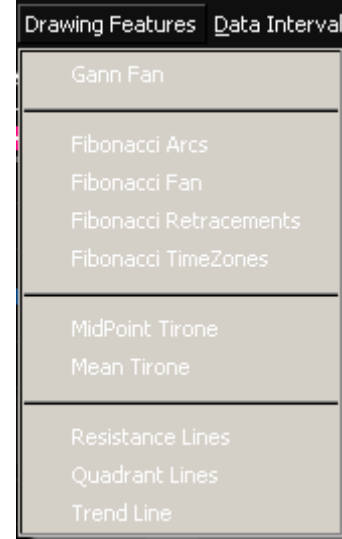 Drawing Features Data Interval
Gann Fan
Fibonacci Arcs
Fibonacci Fan
Fibonacci Retracements
Fibonacci TimeZones
MidPoint Tirone
Mean Tirone
Resistance Lines
Quadrant Lines
Trend Line